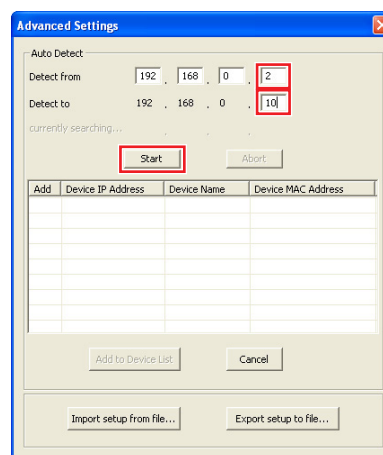 Advanced Settings
Auto Detect
Detect from 192 . 168 . 0 . 2
Detect to 192 . 168 . 0 . 10
currently searching... . . .
Start Abort
Add Device IP Address Device Name Device MAC Address
Add to Device List Cancel
Import setup from file... Export setup to file...